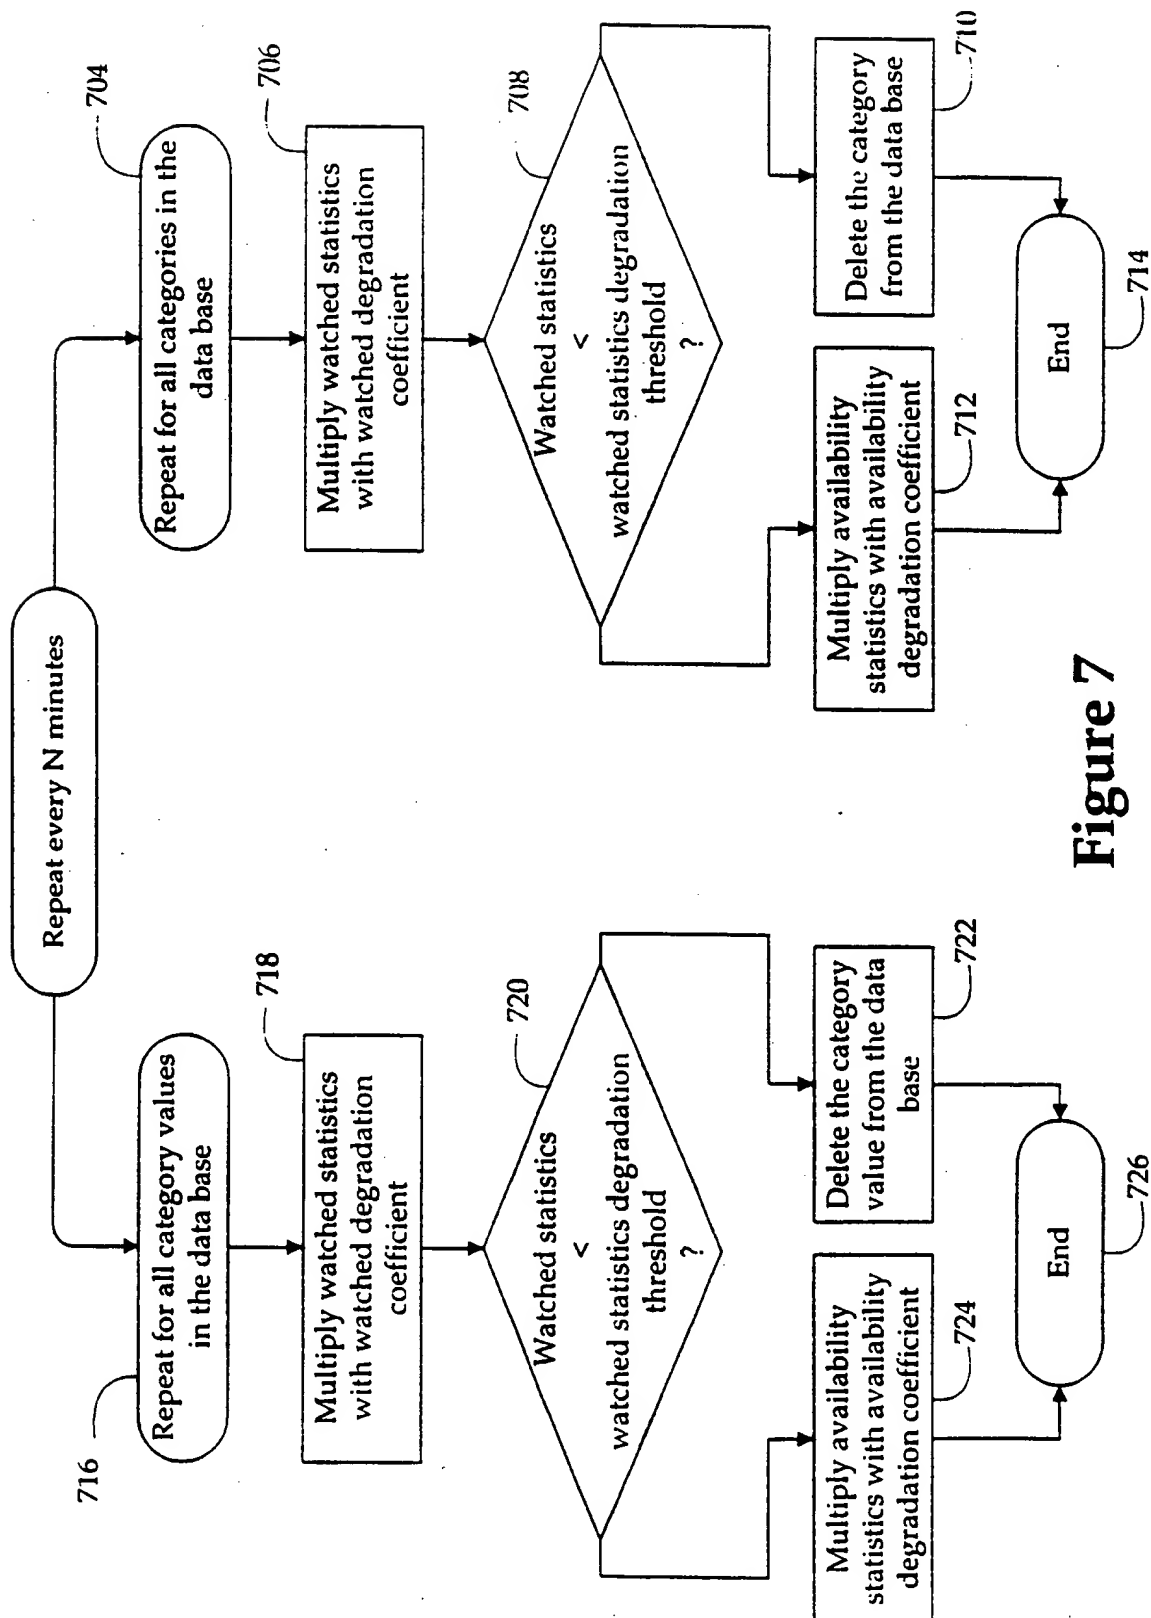 Repeat every N minutes
716
Repeat for all category values
in the data base
718
Multiply watched statistics
with watched degradation
coefficient
720
Watched statistics
<
watched statistics degradation
threshold
?
Multiply availability
statistics with availability
degradation coefficient
724
Delete the category
value from the data
base
722
End
726
704
Repeat for all categories in the
data base
706
Multiply watched statistics
with watched degradation
coefficient
708
Watched statistics
<
watched statistics degradation
threshold
?
Multiply availability
statistics with availability
degradation coefficient
712
Delete the category
from the data base
710
End
714
Figure 7